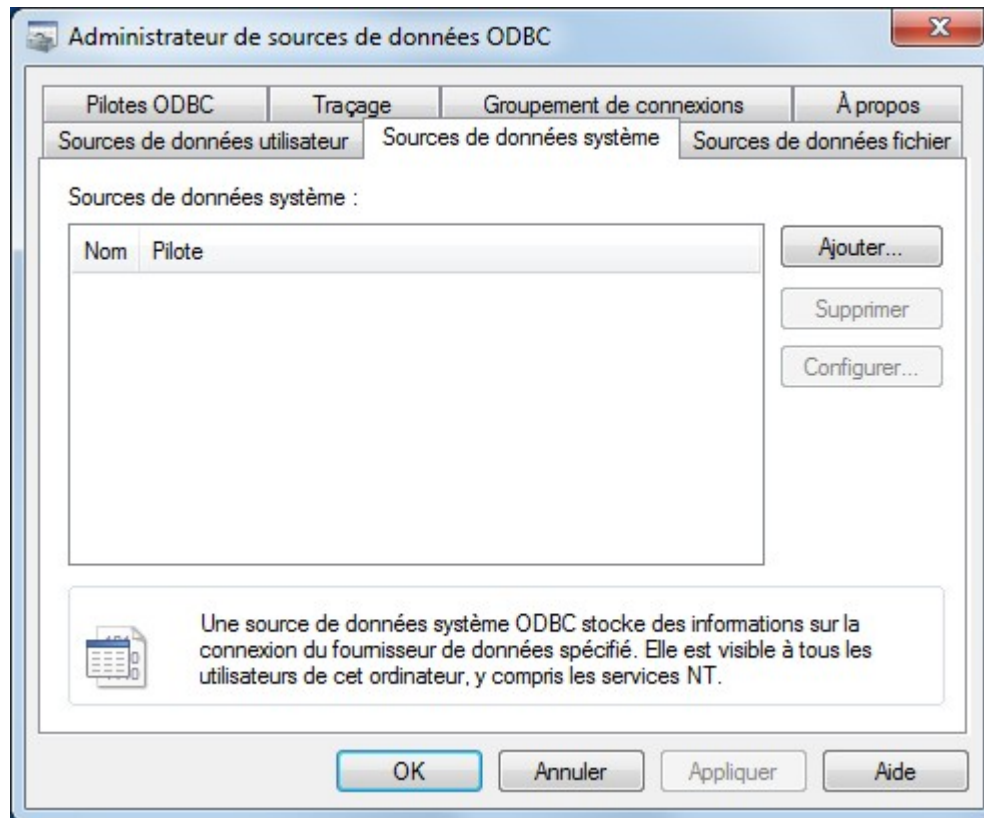 Administrateur de sources de données ODBC
Pilotes ODBC Traçage Groupement de connexions À propos
Sources de données utilisateur Sources de données système Sources de données fichier
Sources de données système :
Nom Pilote
Ajouter...
Supprimer
Configurer...
Une source de données système ODBC stocke des informations sur la
connexion du fournisseur de données spécifié. Elle est visible à tous les
utilisateurs de cet ordinateur, y compris les services NT.
OK Annuler Appliquer Aide